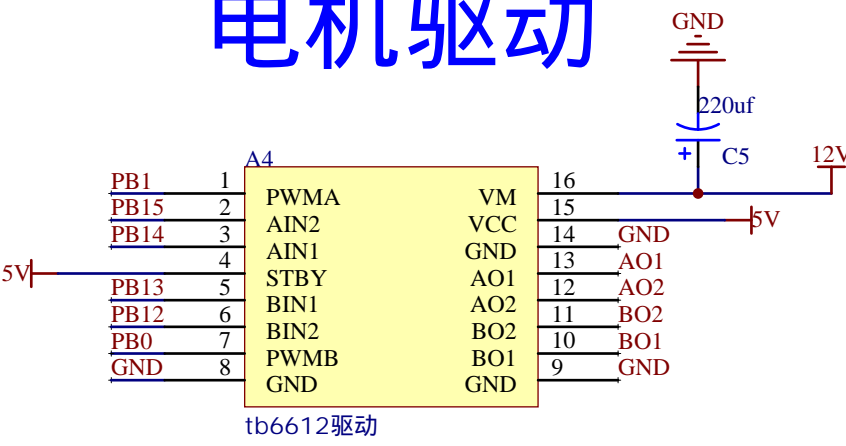 电机驱动
GND
220uf
C5
+
12V
A4
PB1 1 PWMA VM 16
PB15 2 AIN2 VCC 15 5V
PB14 3 AIN1 GND 14 GND
5V 4 STBY AO1 13 AO1
PB13 5 BIN1 AO2 12 AO2
PB12 6 BIN2 BO2 11 BO2
PB0 7 PWMB BO1 10 BO1
GND 8 GND GND 9 GND
tb6612驱动